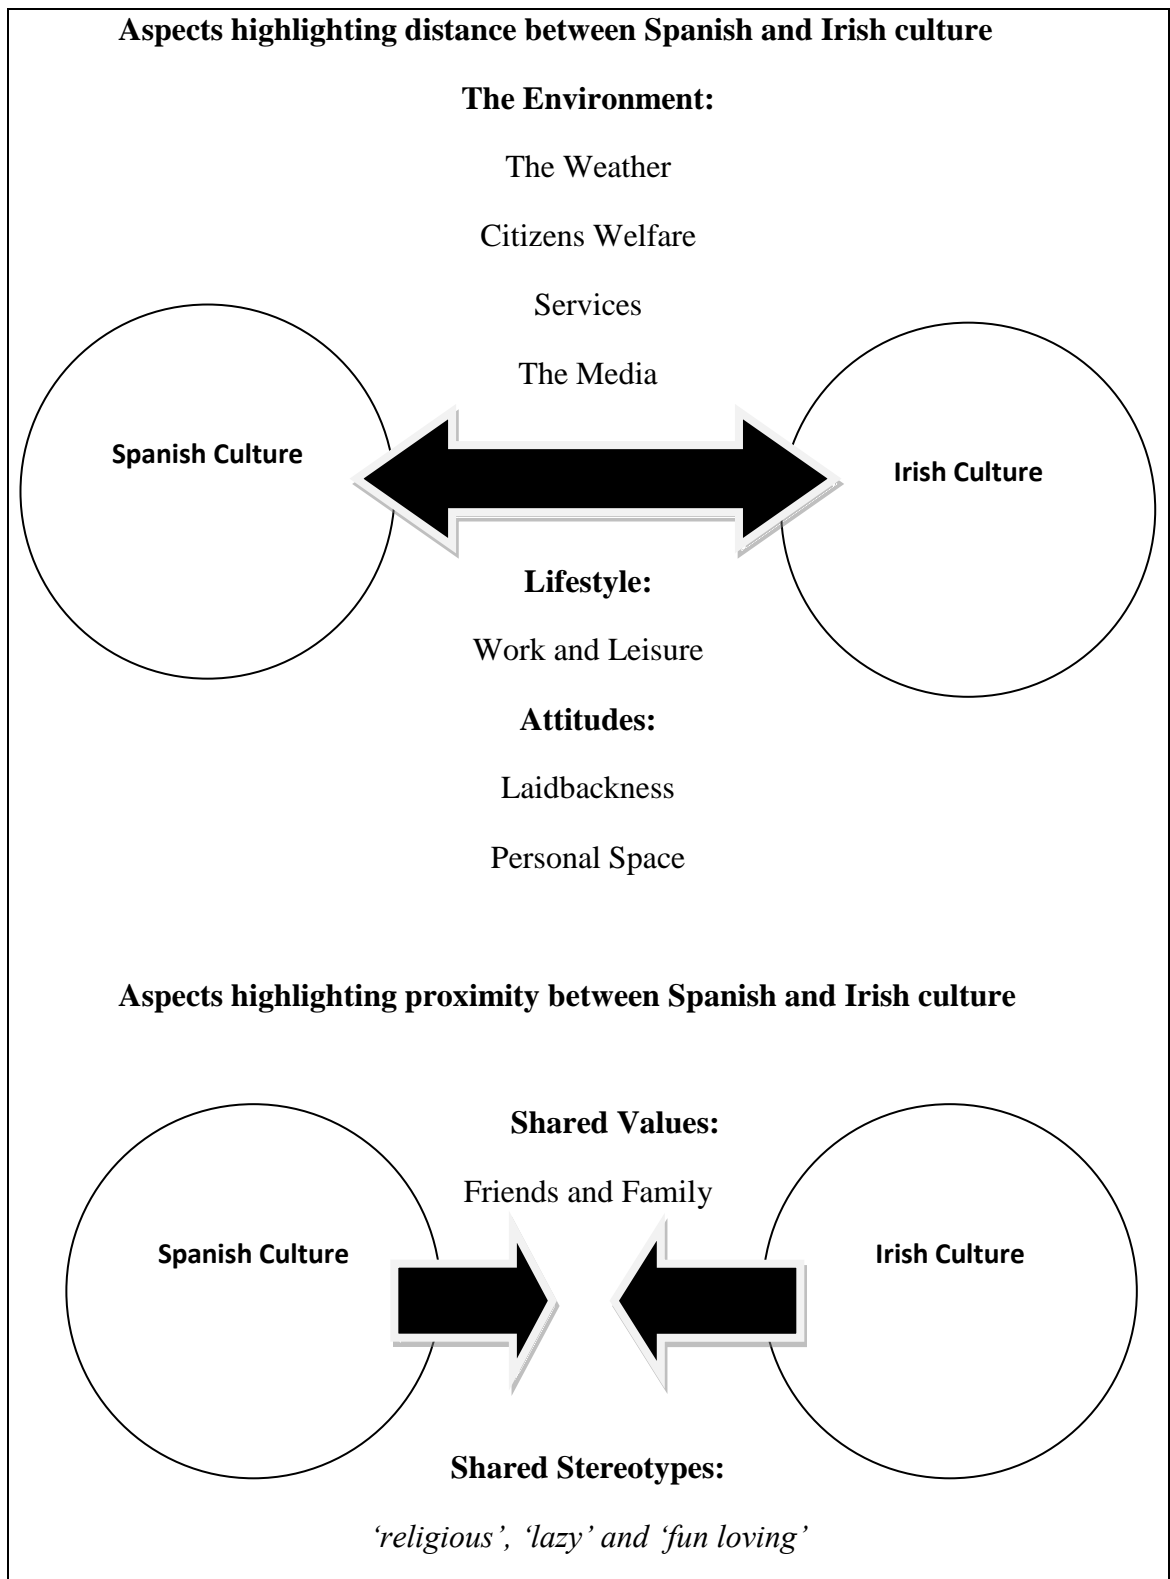 Aspects highlighting distance between Spanish and Irish culture
The Environment:
The Weather
Citizens Welfare
Services
The Media
Spanish Culture
Irish Culture
Lifestyle:
Work and Leisure
Attitudes:
Laidbackness
Personal Space
Aspects highlighting proximity between Spanish and Irish culture
Shared Values:
Friends and Family
Spanish Culture
Irish Culture
Shared Stereotypes:
‘religious’, ‘lazy’ and ‘fun loving’